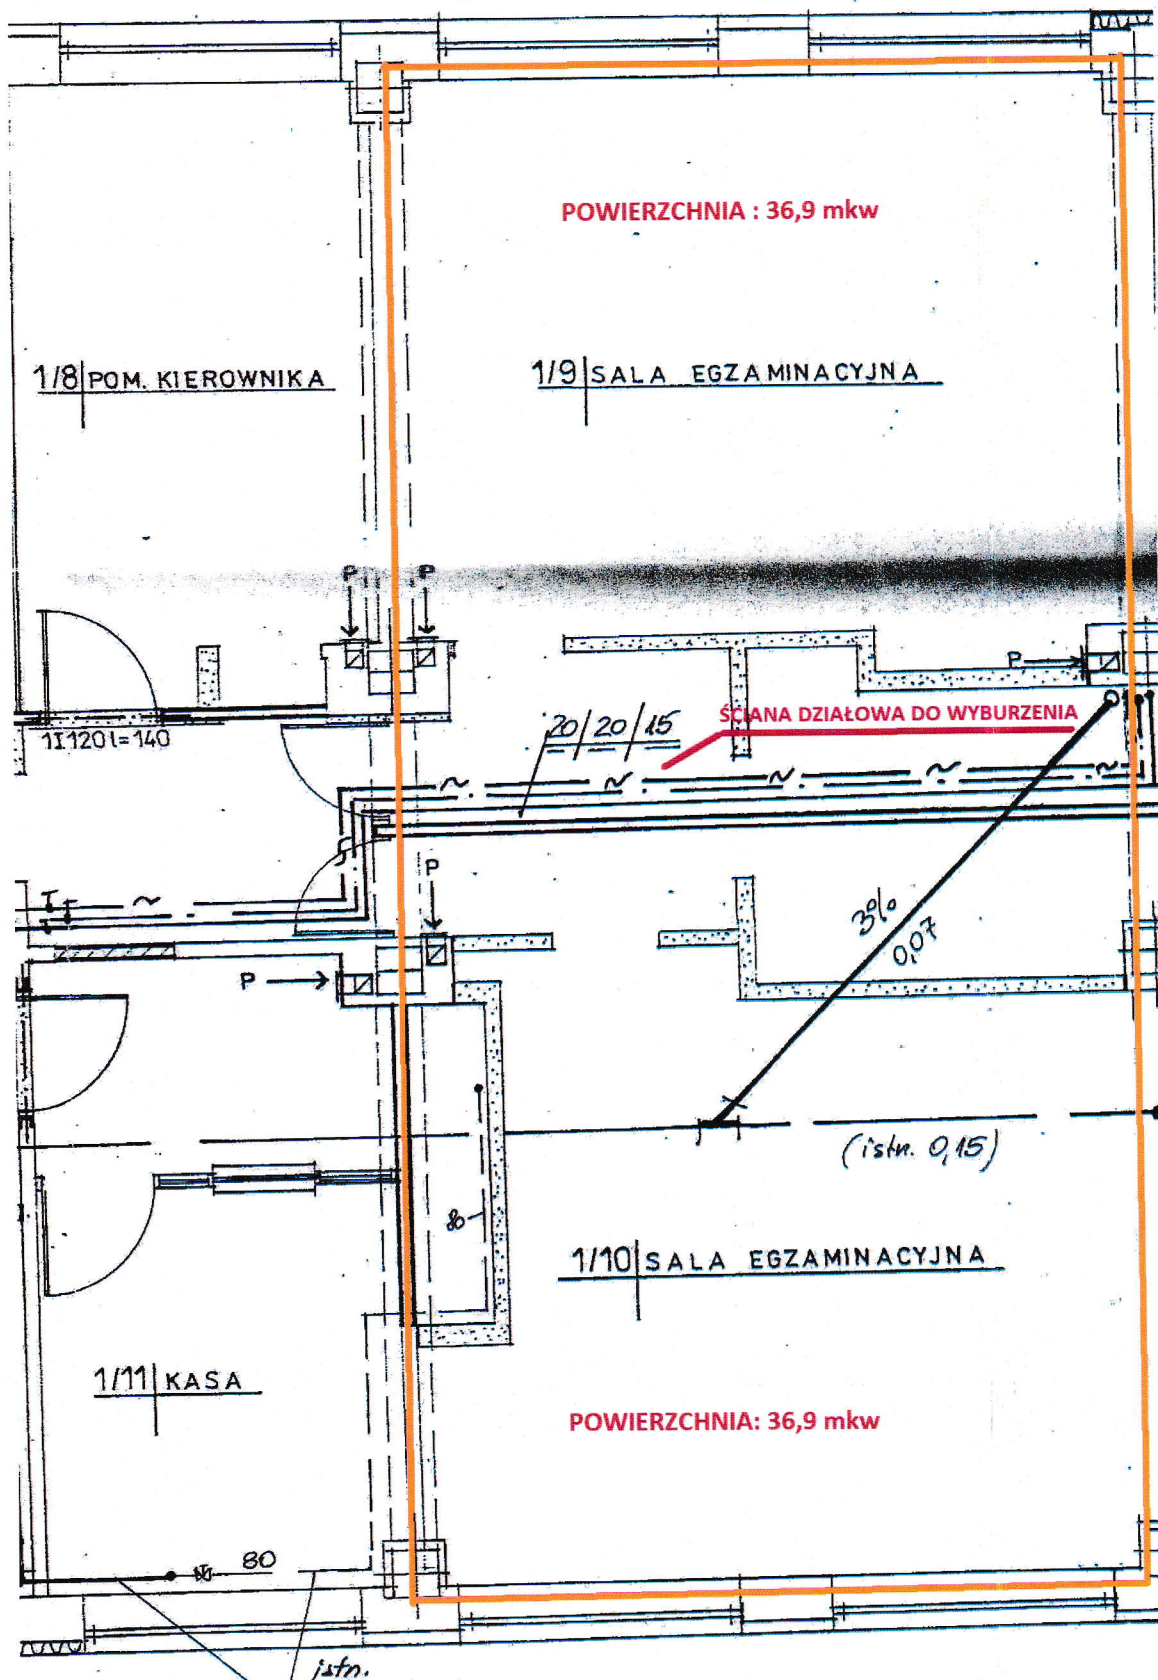 POWIERZCHNIA : 36,9 mkw
1/8 POM. KIEROWNIKA
1/9 SALA EGZAMINACYJNA
P
P
P
ŚCIANA DZIAŁOWA DO WYBURZENIA
20/20/15
1I120 l=140
P
3%
0,07
P
(istn. 0,15)
80
1/10 SALA EGZAMINACYJNA
1/11 KASA
POWIERZCHNIA: 36,9 mkw
80
istn.